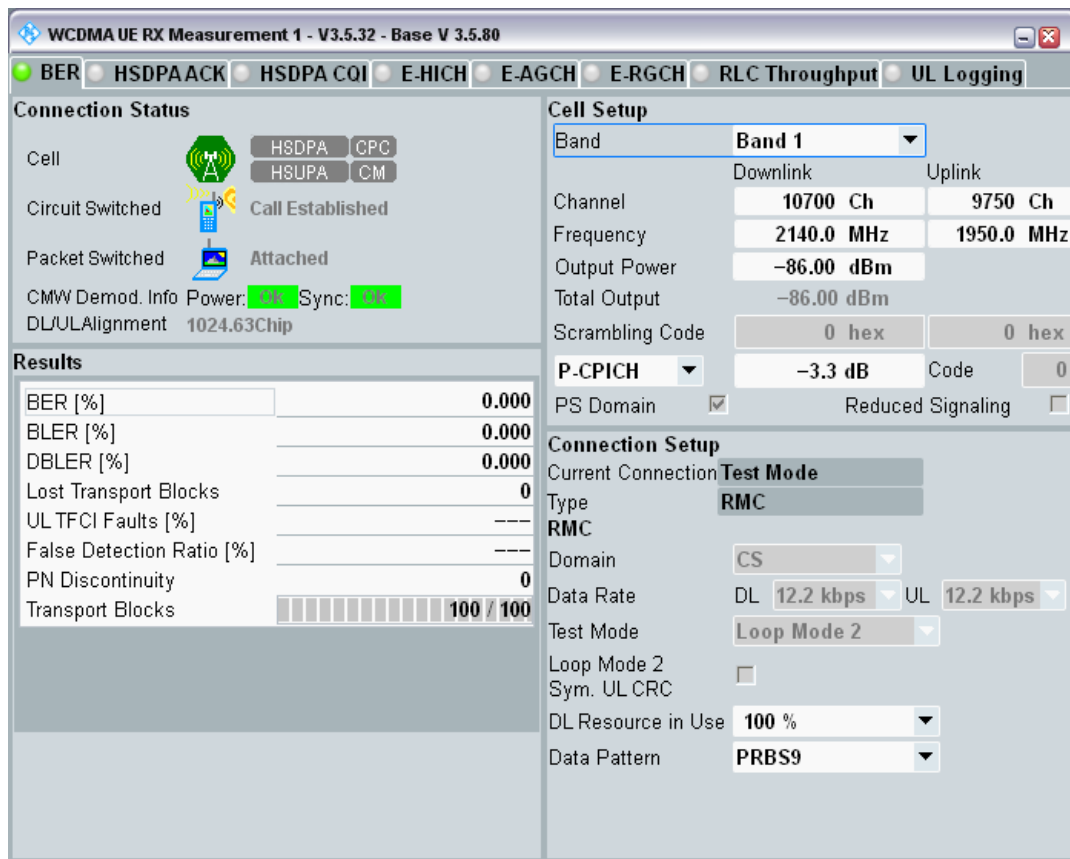 WCDMA UE RX Measurement 1 - V3.5.32 - Base V 3.5.80
BER HSDPA ACK HSDPA CQI E-HICH E-AGCH E-RGCH RLC Throughput UL Logging
Connection Status
Cell HSDPA CPC
HSUPA CM
Circuit Switched Call Established
Packet Switched Attached
CMW Demod. Info Power: Ok Sync: Ok
DL/ULAlignment 1024.63Chip
Results
BER [%] 0.000
BLER [%] 0.000
DBLER [%] 0.000
Lost Transport Blocks 0
UL TFCI Faults [%] ---
False Detection Ratio [%] ---
PN Discontinuity 0
Transport Blocks 100 / 100
Cell Setup
Band Band 1
Downlink Uplink
Channel 10700 Ch 9750 Ch
Frequency 2140.0 MHz 1950.0 MHz
Output Power −86.00 dBm
Total Output −86.00 dBm
Scrambling Code 0 hex 0 hex
P-CPICH −3.3 dB Code 0
PS Domain Reduced Signaling
Connection Setup
Current Connection Test Mode
Type RMC
RMC
Domain CS
Data Rate DL 12.2 kbps UL 12.2 kbps
Test Mode Loop Mode 2
Loop Mode 2
Sym. UL CRC
DL Resource in Use 100 %
Data Pattern PRBS9